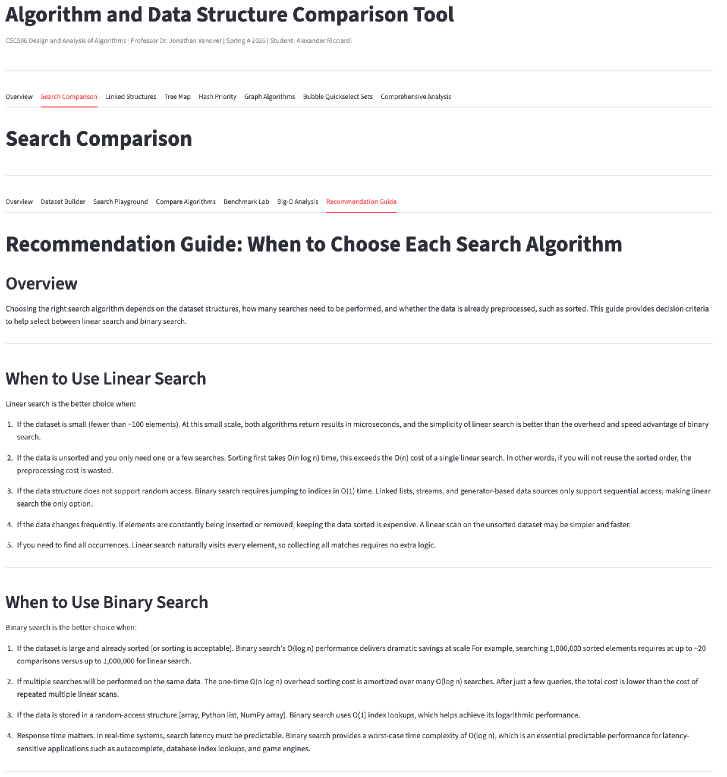 Algorithm and Data Structure Comparison Tool
CSC506 Design and Analysis of Algorithms | Professor Dr. Jonathan Vanover | Spring A 2026 | Student: Alexander Ricciardi
Overview Search Comparison Linked Structures Tree Map Hash Priority Graph Algorithms Bubble Quickselect Sets Comprehensive Analysis
Search Comparison
Overview Dataset Builder Search Playground Compare Algorithms Benchmark Lab Big-O Analysis Recommendation Guide
Recommendation Guide: When to Choose Each Search Algorithm
Overview
Choosing the right search algorithm depends on the dataset structures, how many searches need to be performed, and whether the data is already preprocessed, such as sorted. This guide provides decision criteria
to help select between linear search and binary search.
When to Use Linear Search
Linear search is the better choice when:
1. If the dataset is small (fewer than ~100 elements). At this small scale, both algorithms return results in microseconds, and the simplicity of linear search is better than the overhead and speed advantage of binary
search.
2. If the data is unsorted and you only need one or a few searches. Sorting first takes O(n log n) time, this exceeds the O(n) cost of a single linear search. In other words, if you will not reuse the sorted order, the
preprocessing cost is wasted.
3. If the data structure does not support random access. Binary search requires jumping to indices in O(1) time. Linked lists, streams, and generator-based data sources only support sequential access, making linear
search the only option.
4. If the data changes frequently. If elements are constantly being inserted or removed, keeping the data sorted is expensive. A linear scan on the unsorted dataset may be simpler and faster.
5. If you need to find all occurrences. Linear search naturally visits every element, so collecting all matches requires no extra logic.
When to Use Binary Search
Binary search is the better choice when:
1. If the dataset is large and already sorted (or sorting is acceptable). Binary search's O(log n) performance delivers dramatic savings at scale For example, searching 1,000,000 sorted elements requires at up to ~20
comparisons versus up to 1,000,000 for linear search.
2. If multiple searches will be performed on the same data. The one-time O(n log n) overhead sorting cost is amortized over many O(log n) searches. After just a few queries, the total cost is lower than the cost of
repeated multiple linear scans.
3. If the data is stored in a random-access structure (array, Python list, NumPy array). Binary search uses O(1) index lookups, which helps achieve its logarithmic performance.
4. Response time matters. In real-time systems, search latency must be predictable. Binary search provides a worst-case time complexity of O(log n), which is an essential predictable performance for latency-
sensitive applications such as autocomplete, database index lookups, and game engines.